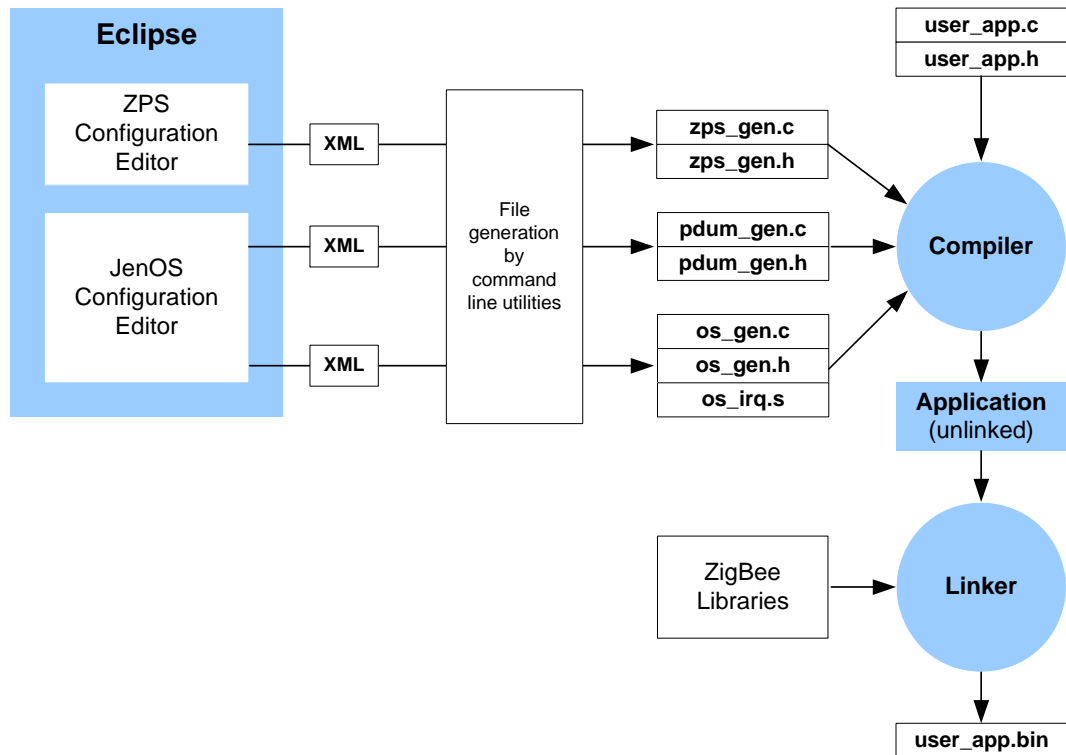 Eclipse
ZPS
Configuration
Editor
JenOS
Configuration
Editor
XML
XML
XML
File
generation
by
command
line utilities
zps_gen.c
zps_gen.h
pdum_gen.c
pdum_gen.h
os_gen.c
os_gen.h
os_irq.s
user_app.c
user_app.h
Compiler
Application
(unlinked)
ZigBee
Libraries
Linker
user_app.bin